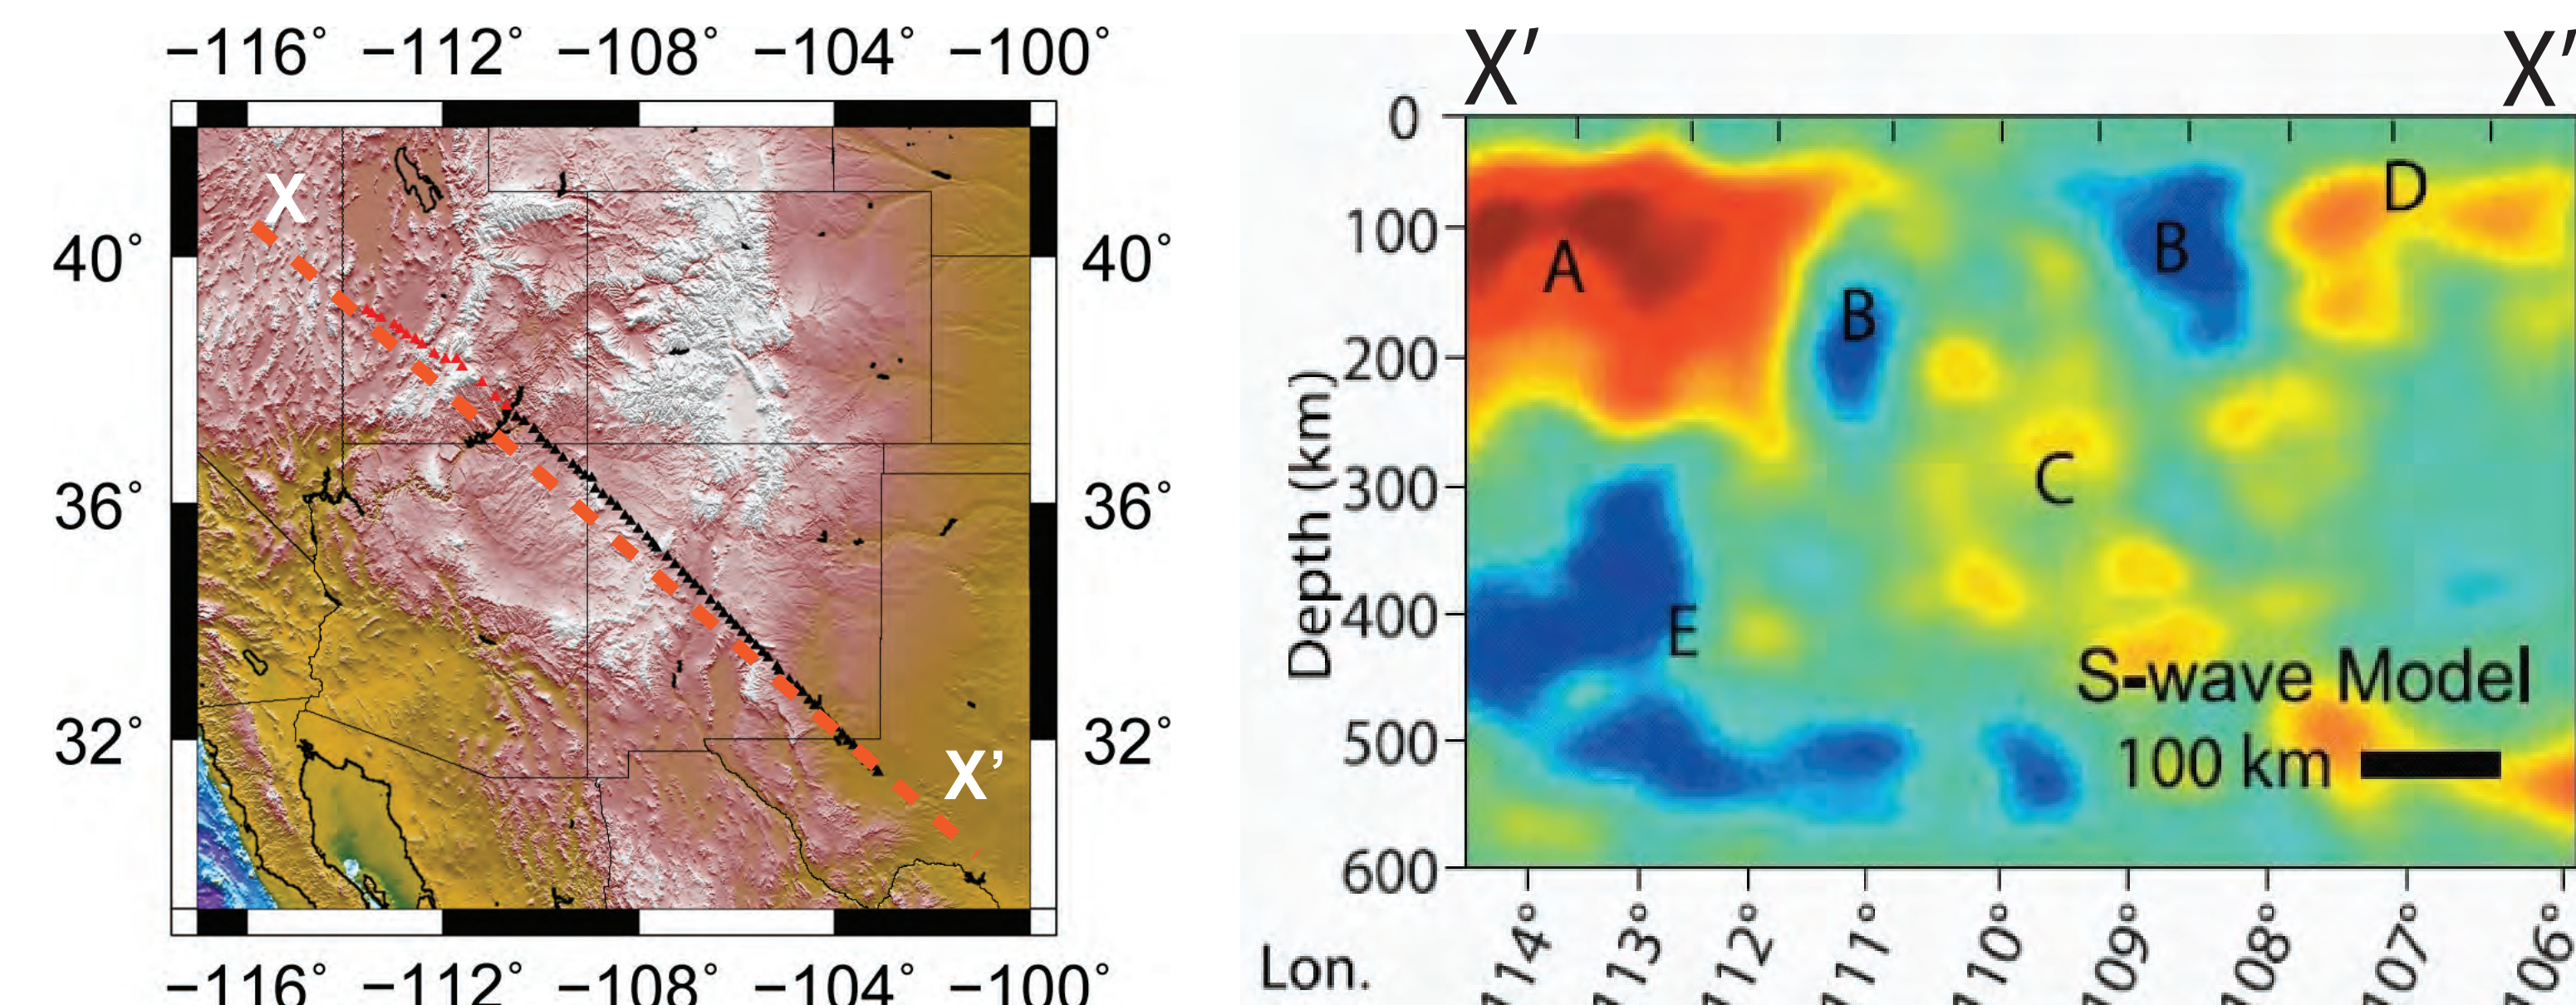 −116° −112° −108° −104° −100°
X
40° 40°
36° 36°
32° 32°
X’
−116° −112° −108° −104° −100°
X’ X’
0
100
200
300
400
500
600
Depth (km)
A
B
B
D
C
E
S-wave Model
100 km
Lon.
114° 113° 112° 111° 110° 109° 108° 107° 106°